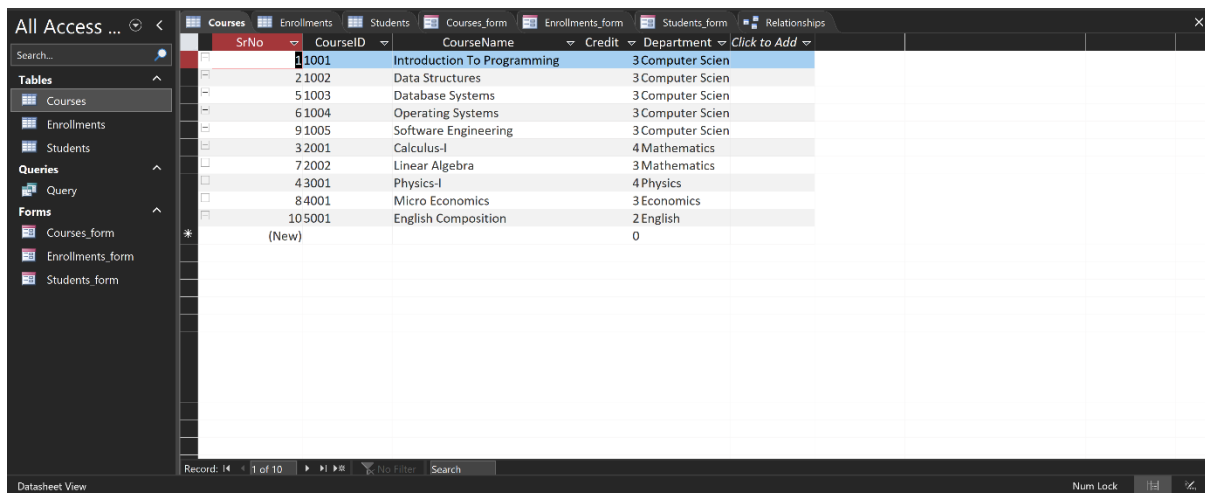 All Access ...
Search...
Tables
Courses
Enrollments
Students
Queries
Query
Forms
Courses_form
Enrollments_form
Students_form
Courses Enrollments Students Courses_form Enrollments_form Students_form Relationships
SrNo CourseID CourseName Credit Department Click to Add
1 1001 Introduction To Programming 3 Computer Scien
2 1002 Data Structures 3 Computer Scien
5 1003 Database Systems 3 Computer Scien
6 1004 Operating Systems 3 Computer Scien
9 1005 Software Engineering 3 Computer Scien
3 2001 Calculus-I 4 Mathematics
7 2002 Linear Algebra 3 Mathematics
4 3001 Physics-I 4 Physics
8 4001 Micro Economics 3 Economics
10 5001 English Composition 2 English
(New) 0
Record: 1 of 10 No Filter Search
Datasheet View Num Lock